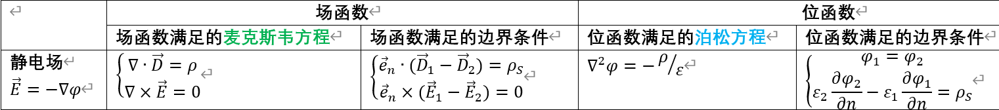 场函数 位函数
场函数满足的麦克斯韦方程 场函数满足的边界条件 位函数满足的泊松方程 位函数满足的边界条件
静电场
E⃗ = −∇φ
∇ · D⃗ = ρ
∇ × E⃗ = 0
e⃗ₙ · (D⃗₁ − D⃗₂) = ρ_S
e⃗ₙ × (E⃗₁ − E⃗₂) = 0
∇²φ = − ρ/ε
φ₁ = φ₂
ε₂ ∂φ₂/∂n − ε₁ ∂φ₁/∂n = ρ_S